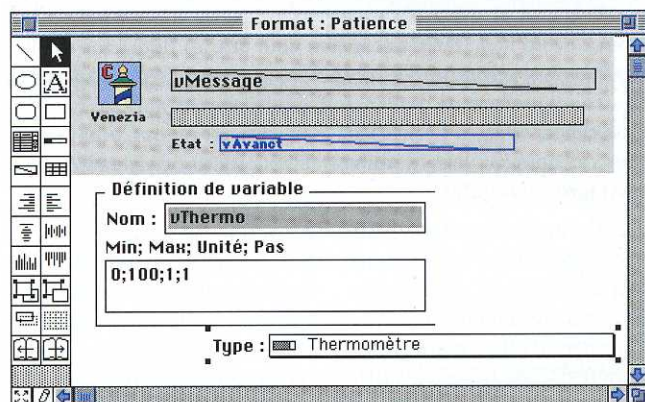 Format : Patience
A
C
vMessage
Venezia
Etat : vAvanct
Définition de variable
Nom : vThermo
Min; Max; Unité; Pas
0;100;1;1
Type : Thermomètre